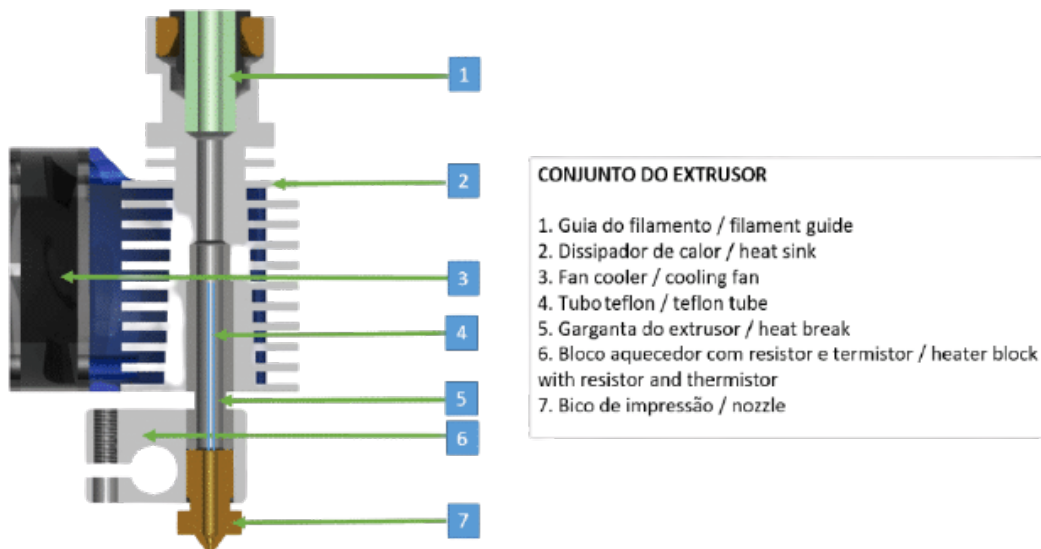 1
2
3
4
5
6
7
CONJUNTO DO EXTRUSOR
1. Guia do filamento / filament guide
2. Dissipador de calor / heat sink
3. Fan cooler / cooling fan
4. Tubo teflon / teflon tube
5. Garganta do extrusor / heat break
6. Bloco aquecedor com resistor e termistor / heater block
with resistor and thermistor
7. Bico de impressão / nozzle